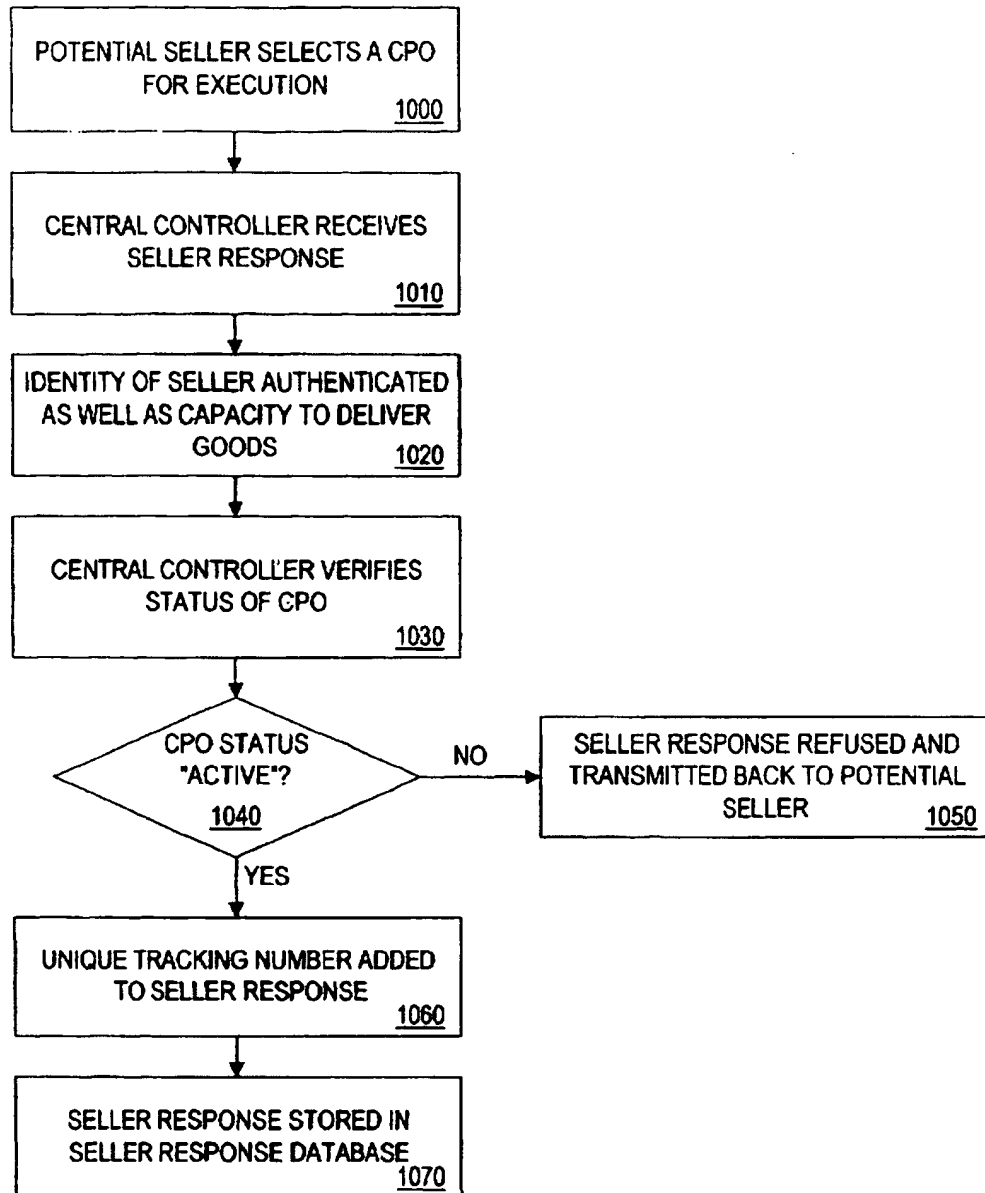 POTENTIAL SELLER SELECTS A CPO
FOR EXECUTION
1000
CENTRAL CONTROLLER RECEIVES
SELLER RESPONSE
1010
IDENTITY OF SELLER AUTHENTICATED
AS WELL AS CAPACITY TO DELIVER
GOODS
1020
CENTRAL CONTROLLER VERIFIES
STATUS OF CPO
1030
CPO STATUS
"ACTIVE"?
1040
NO
SELLER RESPONSE REFUSED AND
TRANSMITTED BACK TO POTENTIAL
SELLER
1050
YES
UNIQUE TRACKING NUMBER ADDED
TO SELLER RESPONSE
1060
SELLER RESPONSE STORED IN
SELLER RESPONSE DATABASE
1070